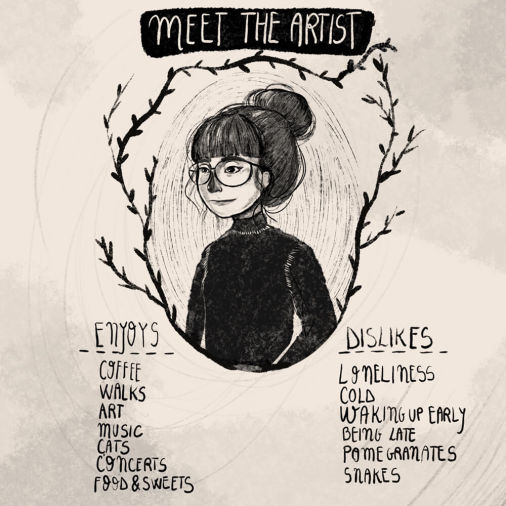 MEET THE ARTIST
ENJOYS
COFFEE
WALKS
ART
MUSIC
CATS
CONCERTS
FOOD & SWEETS
DISLIKES
LONELINESS
COLD
WAKING UP EARLY
BEING LATE
POMEGRANATES
SNAKES